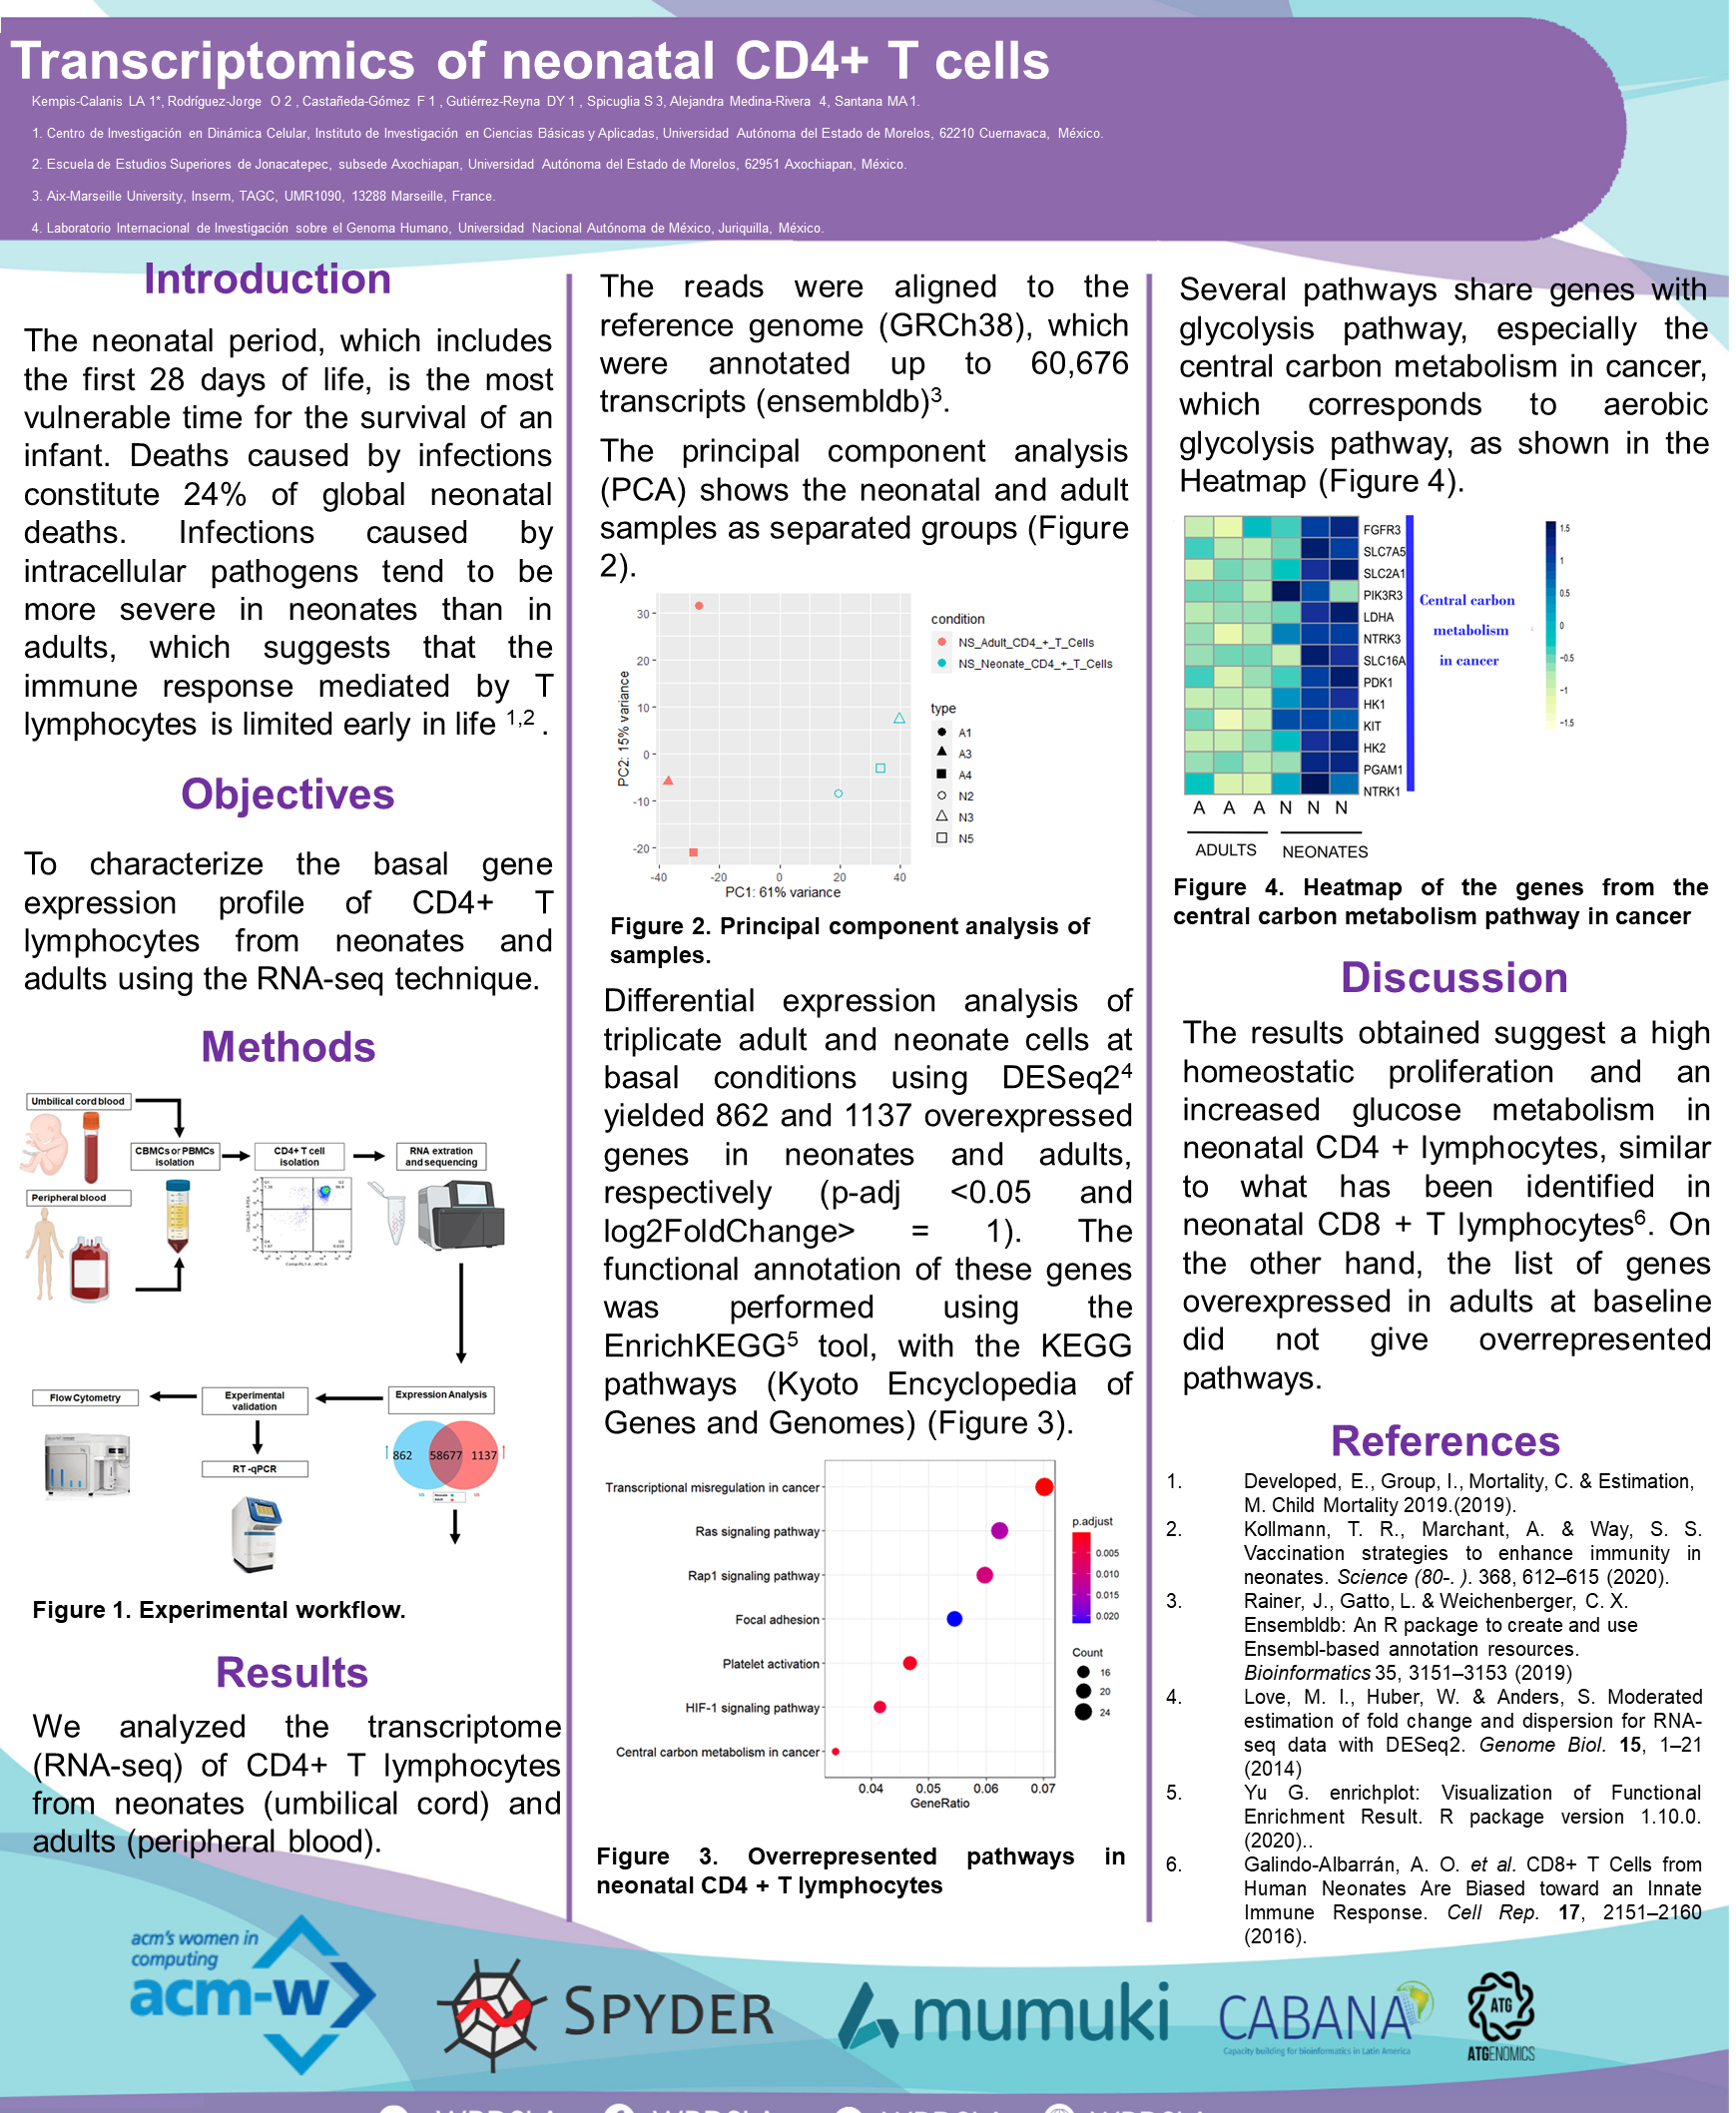 Transcriptomics of neonatal CD4+ T cells
Kempis-Calanis LA 1*, Rodríguez-Jorge O 2 , Castañeda-Gómez F 1 , Gutiérrez-Reyna DY 1 , Spicuglia S 3, Alejandra Medina-Rivera 4, Santana MA 1.
1. Centro de Investigación en Dinámica Celular, Instituto de Investigación en Ciencias Básicas y Aplicadas, Universidad Autónoma del Estado de Morelos, 62210 Cuernavaca, México.
2. Escuela de Estudios Superiores de Jonacatepec, subsede Axochiapan, Universidad Autónoma del Estado de Morelos, 62951 Axochiapan, México.
3. Aix-Marseille University, Inserm, TAGC, UMR1090, 13288 Marseille, France.
4. Laboratorio Internacional de Investigación sobre el Genoma Humano, Universidad Nacional Autónoma de México, Juriquilla, México.
Introduction
The neonatal period, which includes
the first 28 days of life, is the most
vulnerable time for the survival of an
infant. Deaths caused by infections
constitute 24% of global neonatal
deaths. Infections caused by
intracellular pathogens tend to be
more severe in neonates than in
adults, which suggests that the
immune response mediated by T
lymphocytes is limited early in life 1,2 .
Objectives
To characterize the basal gene
expression profile of CD4+ T
lymphocytes from neonates and
adults using the RNA-seq technique.
Methods
Umbilical cord blood
Peripheral blood
CBMCs or PBMCs
isolation
CD4+ T cell
isolation
RNA extration
and sequencing
Flow Cytometry
Experimental
validation
Expression Analysis
RT -qPCR
862
58677
1137
Figure 1. Experimental workflow.
Results
We analyzed the transcriptome
(RNA-seq) of CD4+ T lymphocytes
from neonates (umbilical cord) and
adults (peripheral blood).
The reads were aligned to the
reference genome (GRCh38), which
were annotated up to 60,676
transcripts (ensembldb)3.
The principal component analysis
(PCA) shows the neonatal and adult
samples as separated groups (Figure
2).
30
20
10
0
-10
-20
PC2: 15% variance
-40
-20
0
20
40
PC1: 61% variance
condition
NS_Adult_CD4_+_T_Cells
NS_Neonate_CD4_+_T_Cells
type
A1
A3
A4
N2
N3
N5
Figure 2. Principal component analysis of
samples.
Differential expression analysis of
triplicate adult and neonate cells at
basal conditions using DESeq24
yielded 862 and 1137 overexpressed
genes in neonates and adults,
respectively (p-adj <0.05 and
log2FoldChange> = 1). The
functional annotation of these genes
was performed using the
EnrichKEGG5 tool, with the KEGG
pathways (Kyoto Encyclopedia of
Genes and Genomes) (Figure 3).
Transcriptional misregulation in cancer
Ras signaling pathway
Rap1 signaling pathway
Focal adhesion
Platelet activation
HIF-1 signaling pathway
Central carbon metabolism in cancer
0.04
0.05
0.06
0.07
GeneRatio
p.adjust
0.005
0.010
0.015
0.020
Count
16
20
24
Figure 3. Overrepresented pathways in
neonatal CD4 + T lymphocytes
Several pathways share genes with
glycolysis pathway, especially the
central carbon metabolism in cancer,
which corresponds to aerobic
glycolysis pathway, as shown in the
Heatmap (Figure 4).
FGFR3
SLC7A5
SLC2A1
PIK3R3
LDHA
NTRK3
SLC16A
PDK1
HK1
KIT
HK2
PGAM1
NTRK1
A A A N N N
ADULTS NEONATES
Central carbon
metabolism
in cancer
1.5
1
0.5
0
−0.5
−1
−1.5
Figure 4. Heatmap of the genes from the
central carbon metabolism pathway in cancer
Discussion
The results obtained suggest a high
homeostatic proliferation and an
increased glucose metabolism in
neonatal CD4 + lymphocytes, similar
to what has been identified in
neonatal CD8 + T lymphocytes6. On
the other hand, the list of genes
overexpressed in adults at baseline
did not give overrepresented
pathways.
References
1. Developed, E., Group, I., Mortality, C. & Estimation,
M. Child Mortality 2019.(2019).
2. Kollmann, T. R., Marchant, A. & Way, S. S.
Vaccination strategies to enhance immunity in
neonates. Science (80-. ). 368, 612–615 (2020).
3. Rainer, J., Gatto, L. & Weichenberger, C. X.
Ensembldb: An R package to create and use
Ensembl-based annotation resources.
Bioinformatics 35, 3151–3153 (2019)
4. Love, M. I., Huber, W. & Anders, S. Moderated
estimation of fold change and dispersion for RNA-
seq data with DESeq2. Genome Biol. 15, 1–21
(2014)
5. Yu G. enrichplot: Visualization of Functional
Enrichment Result. R package version 1.10.0.
(2020)..
6. Galindo-Albarrán, A. O. et al. CD8+ T Cells from
Human Neonates Are Biased toward an Innate
Immune Response. Cell Rep. 17, 2151–2160
(2016).
acm's women in
computing
acm-w
SPYDER
mumuki
CABANA
Capacity building for bioinformatics in Latin America
ATG
ATGENOMICS